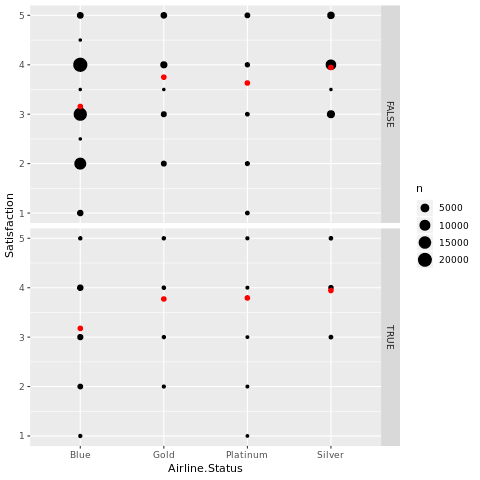 5
4
3
2
1
FALSE
5
4
3
2
1
TRUE
Satisfaction
Blue
Gold
Platinum
Silver
Airline.Status
n
5000
10000
15000
20000